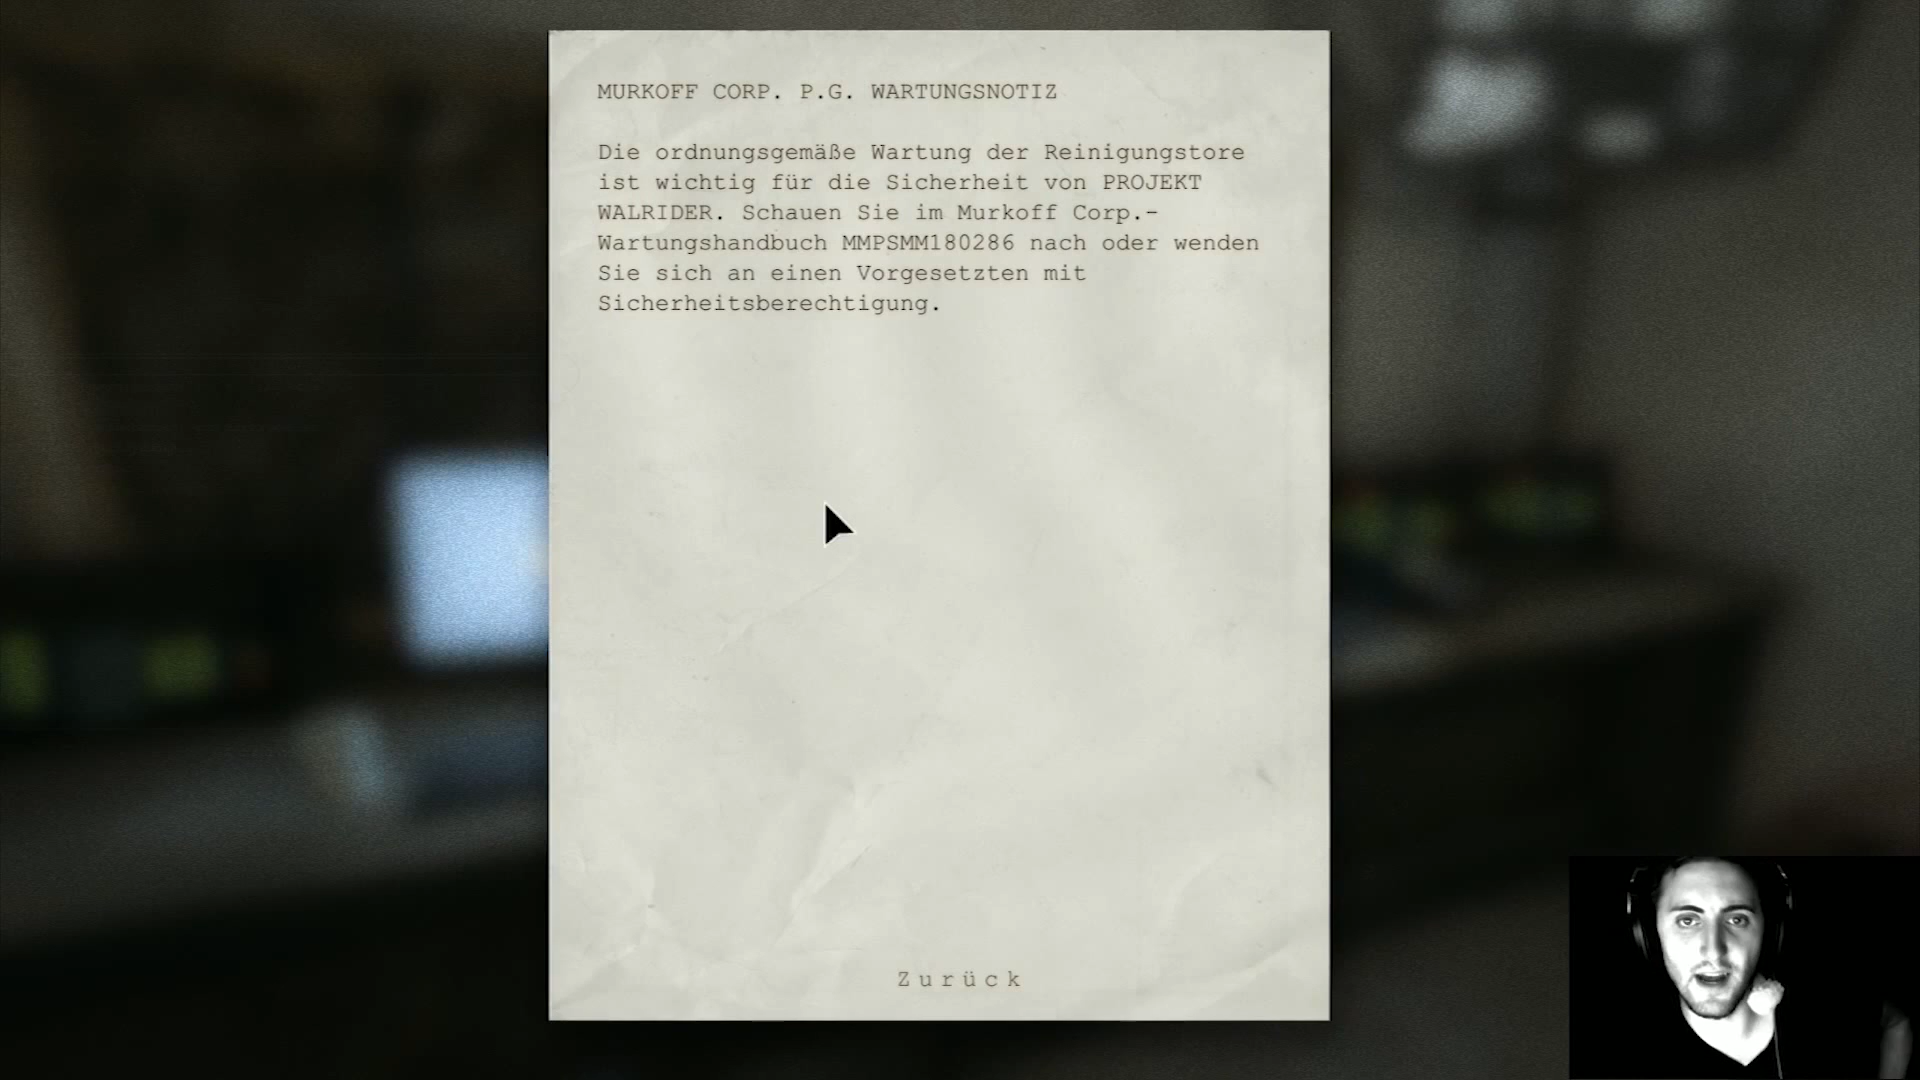 MURKOFF CORP. P.G. WARTUNGSNOTIZ
Die ordnungsgemäße Wartung der Reinigungstore
ist wichtig für die Sicherheit von PROJEKT
WALRIDER. Schauen Sie im Murkoff Corp.-
Wartungshandbuch MMPSMM180286 nach oder wenden
Sie sich an einen Vorgesetzten mit
Sicherheitsberechtigung.
Zurück